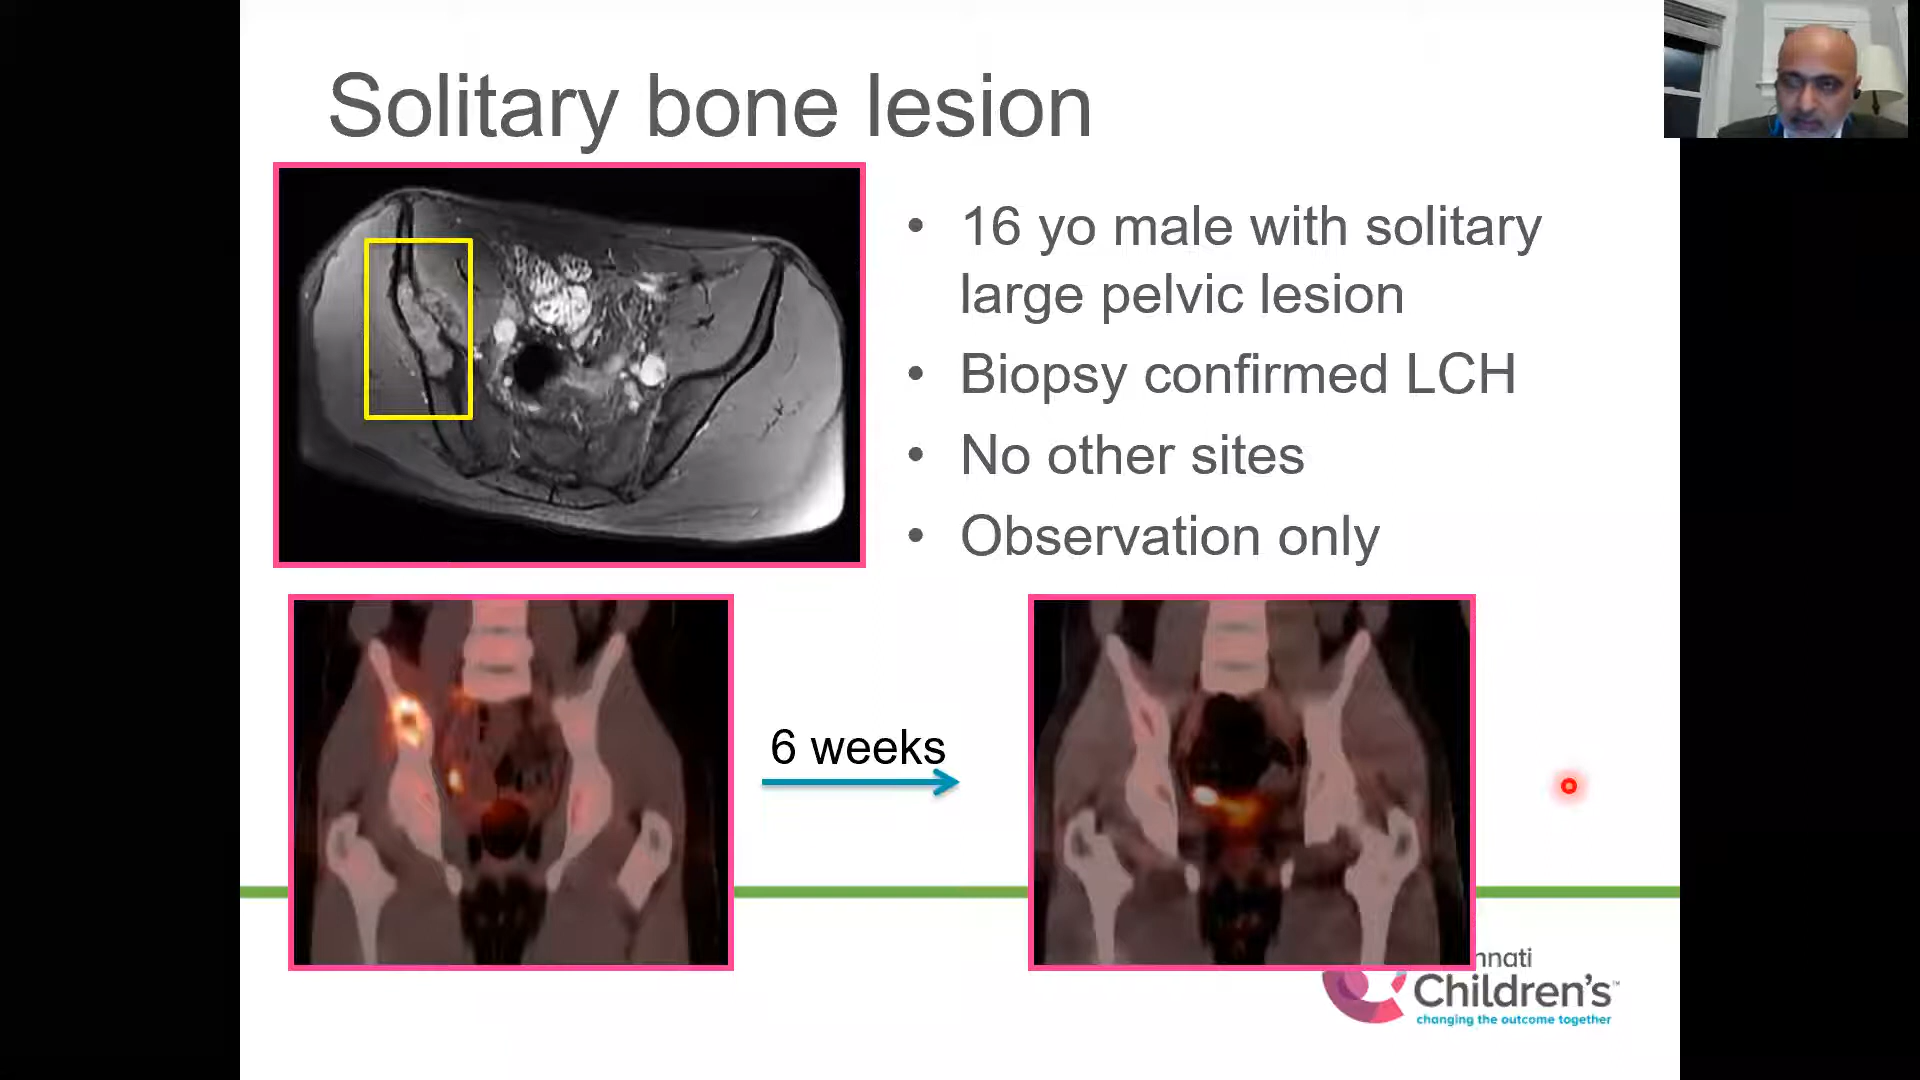 Solitary bone lesion
• 16 yo male with solitary
large pelvic lesion
• Biopsy confirmed LCH
• No other sites
• Observation only
6 weeks
nnati
Children's™
changing the outcome together